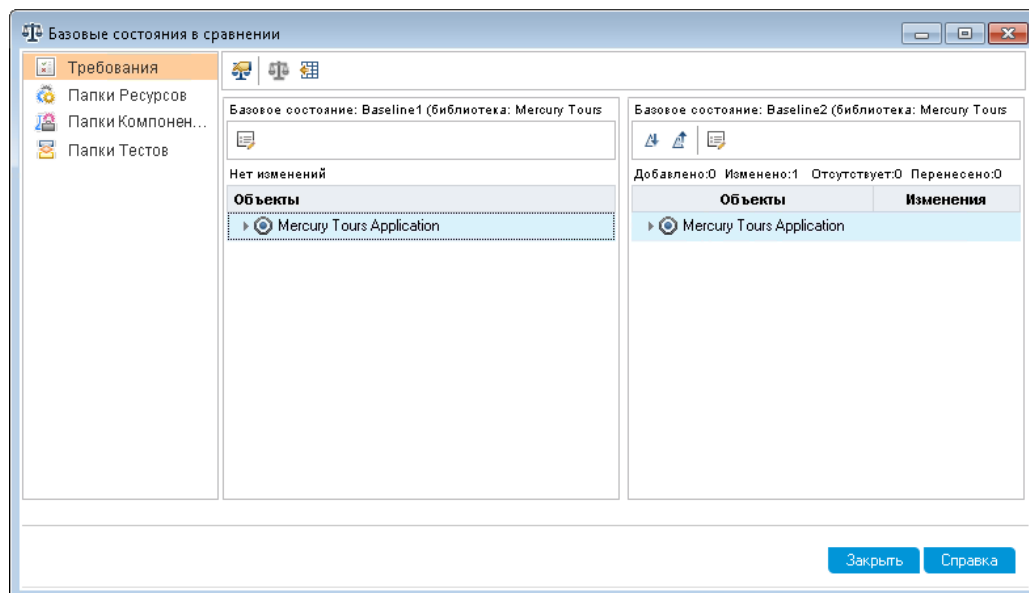 Базовые состояния в сравнении
Требования
Папки Ресурсов
Папки Компонен...
Папки Тестов
Базовое состояние: Baseline1 (библиотека: Mercury Tours
Нет изменений
Объекты
Mercury Tours Application
Базовое состояние: Baseline2 (библиотека: Mercury Tours
Добавлено:0 Изменено:1 Отсутствует:0 Перенесено:0
Объекты Изменения
Mercury Tours Application
Закрыть Справка